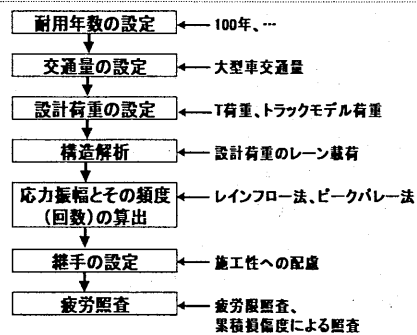 耐用年数の設定 100年、…
交通量の設定 大型車交通量
設計荷重の設定 T荷重、トラックモデル荷重
構造解析 設計荷重のレーン載荷
応力振幅とその頻度
(回数)の算出 レインフロー法、ピークバレー法
継手の設定 施工性への配慮
疲労照査 疲労限照査、
累積損傷度による照査